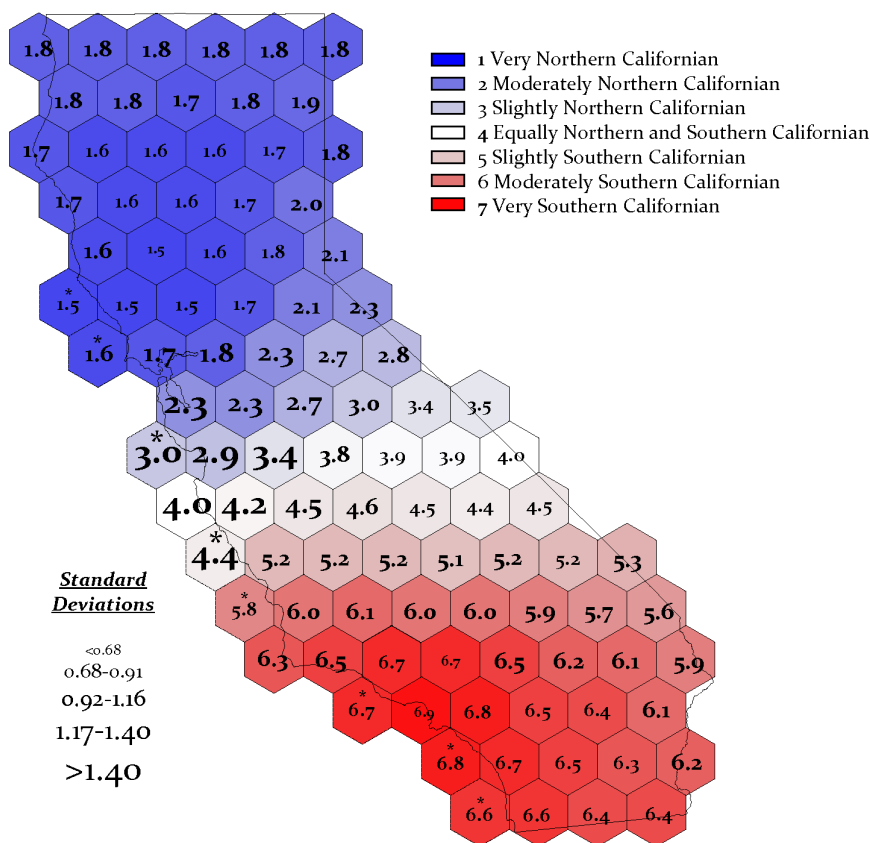 1.8 1.8 1.8 1.8 1.8 1.8
1 Very Northern Californian
2 Moderately Northern Californian
3 Slightly Northern Californian
4 Equally Northern and Southern Californian
5 Slightly Southern Californian
6 Moderately Southern Californian
7 Very Southern Californian
1.8 1.8 1.7 1.8 1.9
1.7 1.6 1.6 1.6 1.7 1.8
1.7 1.6 1.6 1.7 2.0
1.6 1.5 1.6 1.8 2.1
*
1.5 1.5 1.5 1.7 2.1 2.3
*
1.6 1.7 1.8 2.3 2.7 2.8
2.3 2.3 2.7 3.0 3.4 3.5
*
3.0 2.9 3.4 3.8 3.9 3.9 4.0
4.0 4.2 4.5 4.6 4.5 4.4 4.5
*
4.4 5.2 5.2 5.2 5.1 5.2 5.2 5.3
*
5.8 6.0 6.1 6.0 6.0 5.9 5.7 5.6
6.3 6.5 6.7 6.7 6.5 6.2 6.1 5.9
*
6.7 6.9 6.8 6.5 6.4 6.1
*
6.8 6.7 6.5 6.3 6.2
*
6.6 6.6 6.4 6.4
Standard
Deviations
<0.68
0.68-0.91
0.92-1.16
1.17-1.40
>1.40